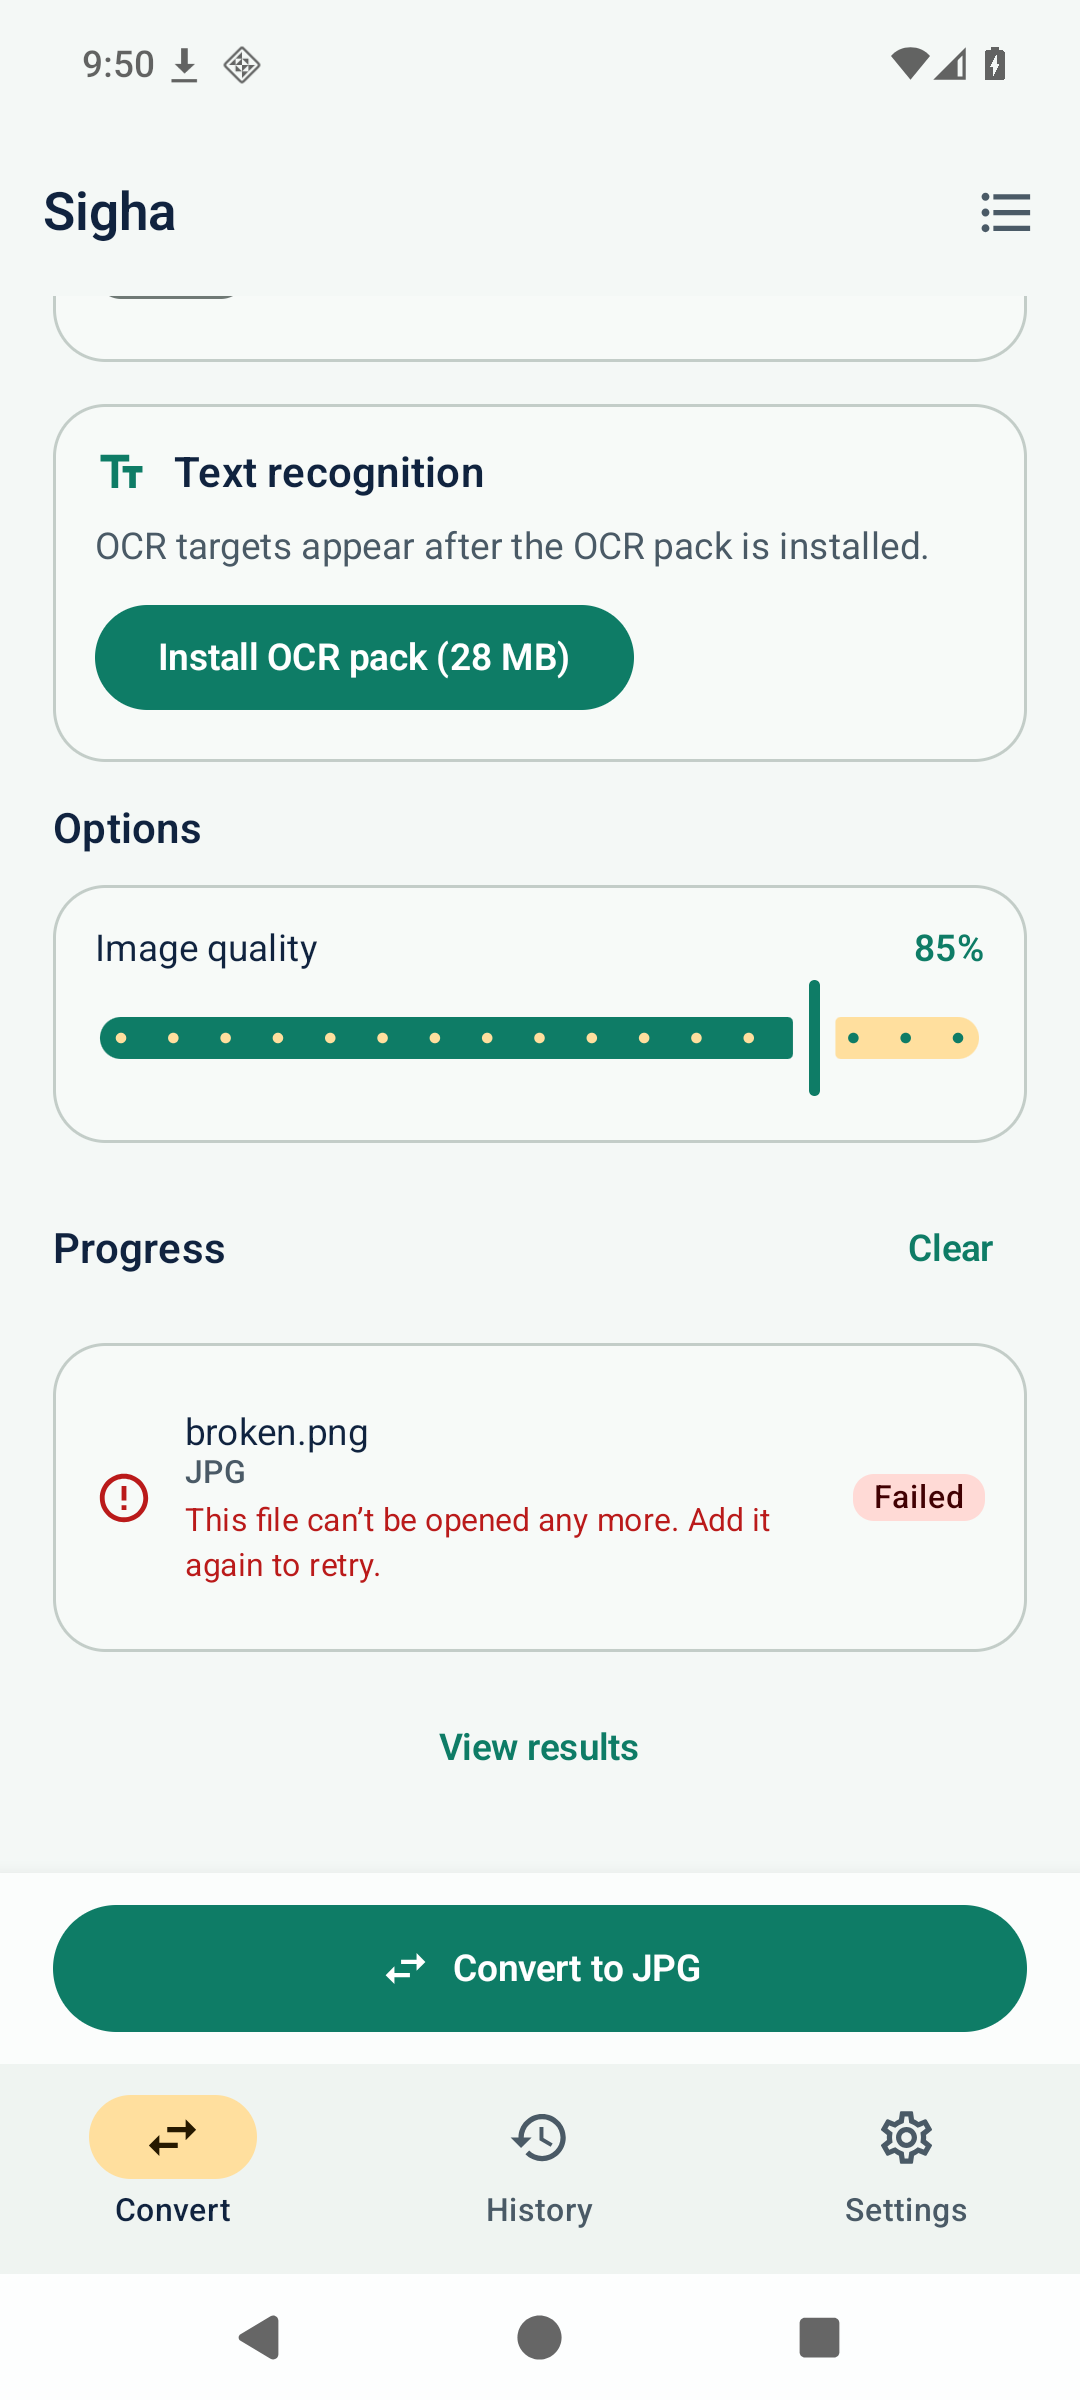 9:50
Sigha
Text recognition
OCR targets appear after the OCR pack is installed.
Install OCR pack (28 MB)
Options
Image quality
85%
Progress
Clear
broken.png
JPG
This file can’t be opened any more. Add it
again to retry.
Failed
View results
Convert to JPG
Convert
History
Settings